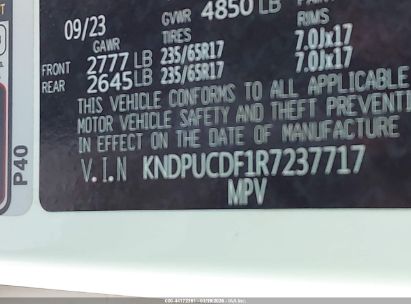 09/23 GVWR 4850 LB
GAWR TIRES RIMS
FRONT 2777 LB 235/65R17 7.0Jx17
REAR 2645 LB 235/65R17 7.0Jx17
THIS VEHICLE CONFORMS TO ALL APPLICABLE
MOTOR VEHICLE SAFETY AND THEFT PREVENTI
IN EFFECT ON THE DATE OF MANUFACTURE
V.I.N KNDPUCDF1R7237717
MPV
P40